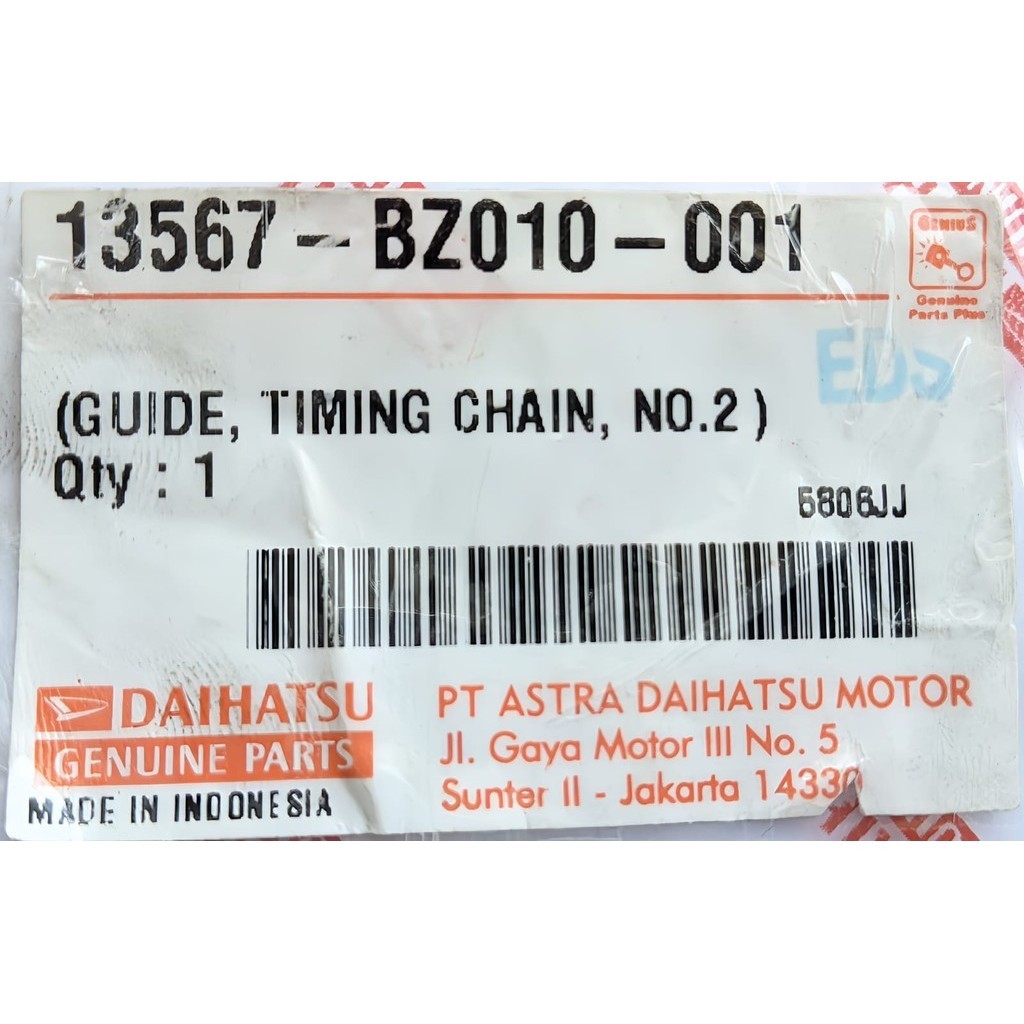 13567-BZ010-001
GENIUS
Genuine
Parts Plus
EDS
(GUIDE, TIMING CHAIN, NO.2)
Qty : 1
5806JJ
DAIHATSU
GENUINE PARTS
MADE IN INDONESIA
PT ASTRA DAIHATSU MOTOR
Jl. Gaya Motor III No. 5
Sunter II - Jakarta 14330